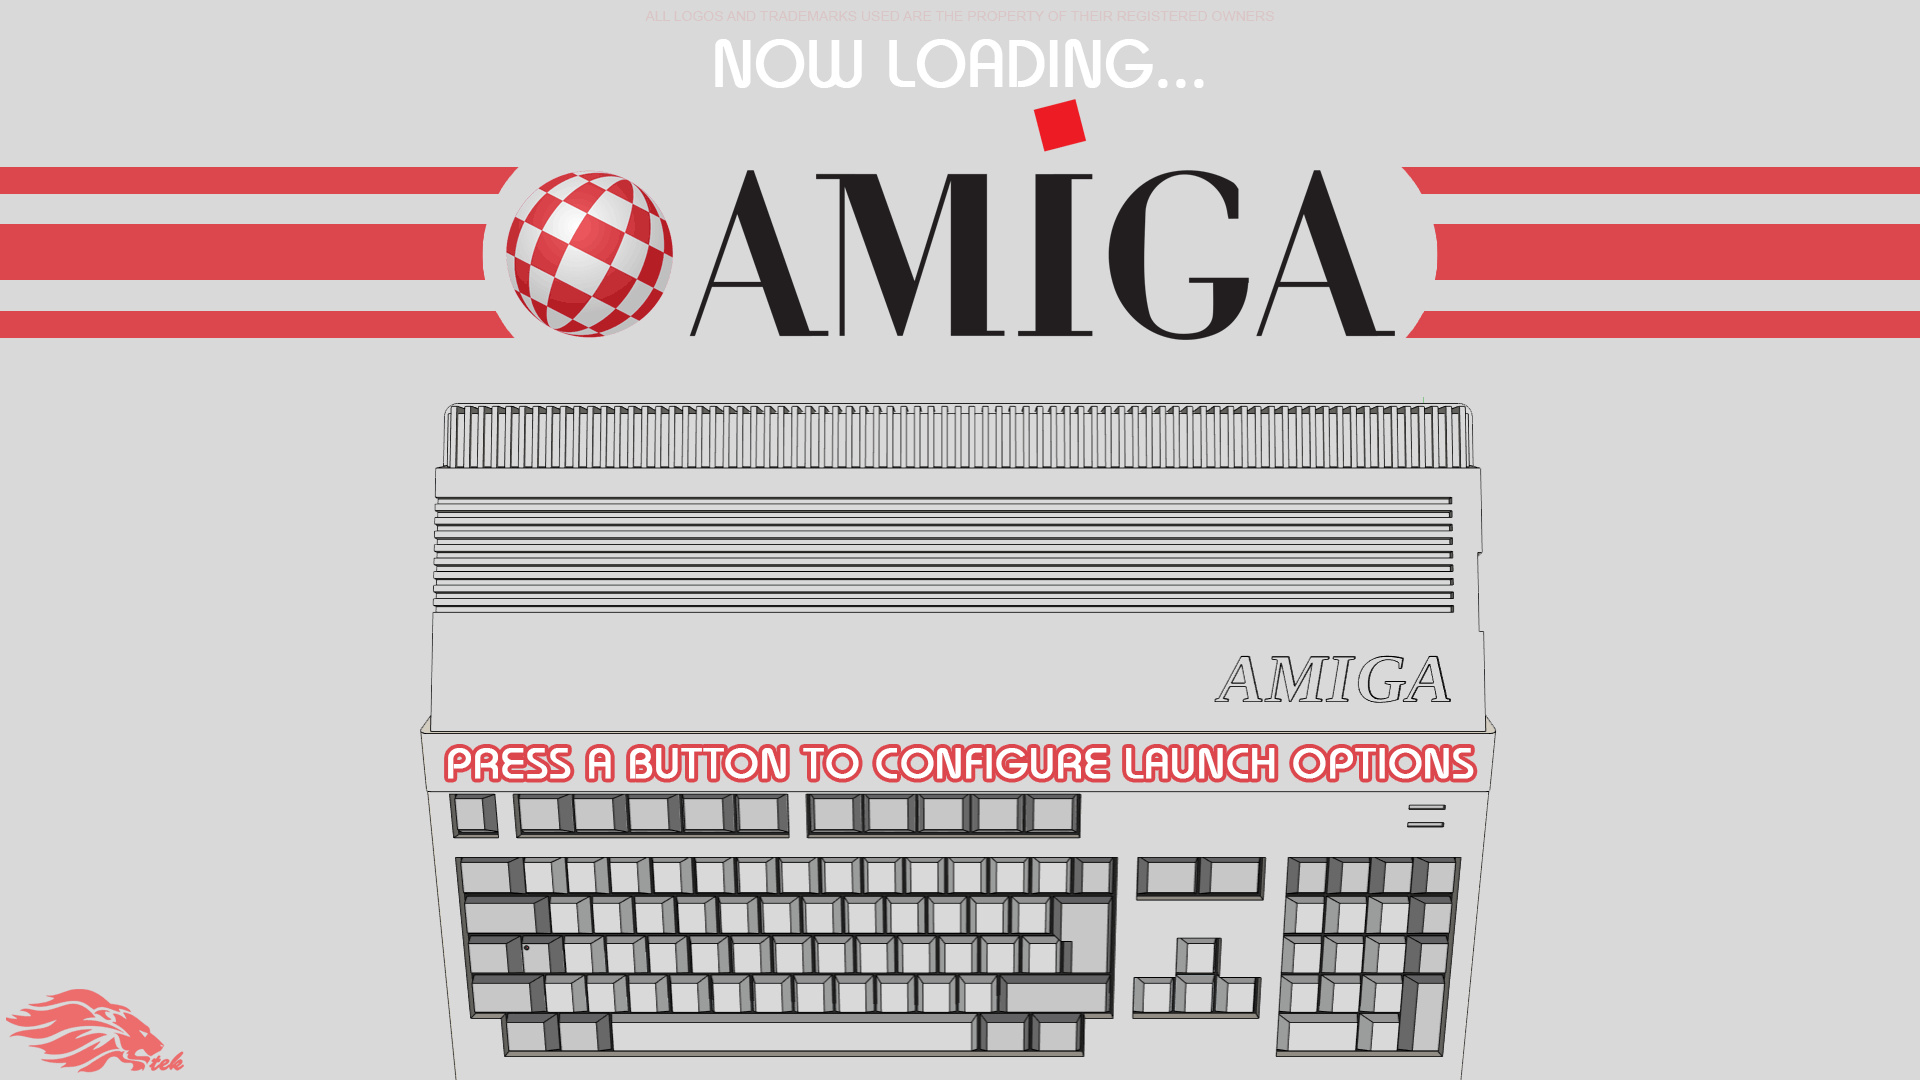 ALL LOGOS AND TRADEMARKS USED ARE THE PROPERTY OF THEIR REGISTERED OWNERS
NOW LOADING...
AMIGA
AMIGA
PRESS A BUTTON TO CONFIGURE LAUNCH OPTIONS
tek